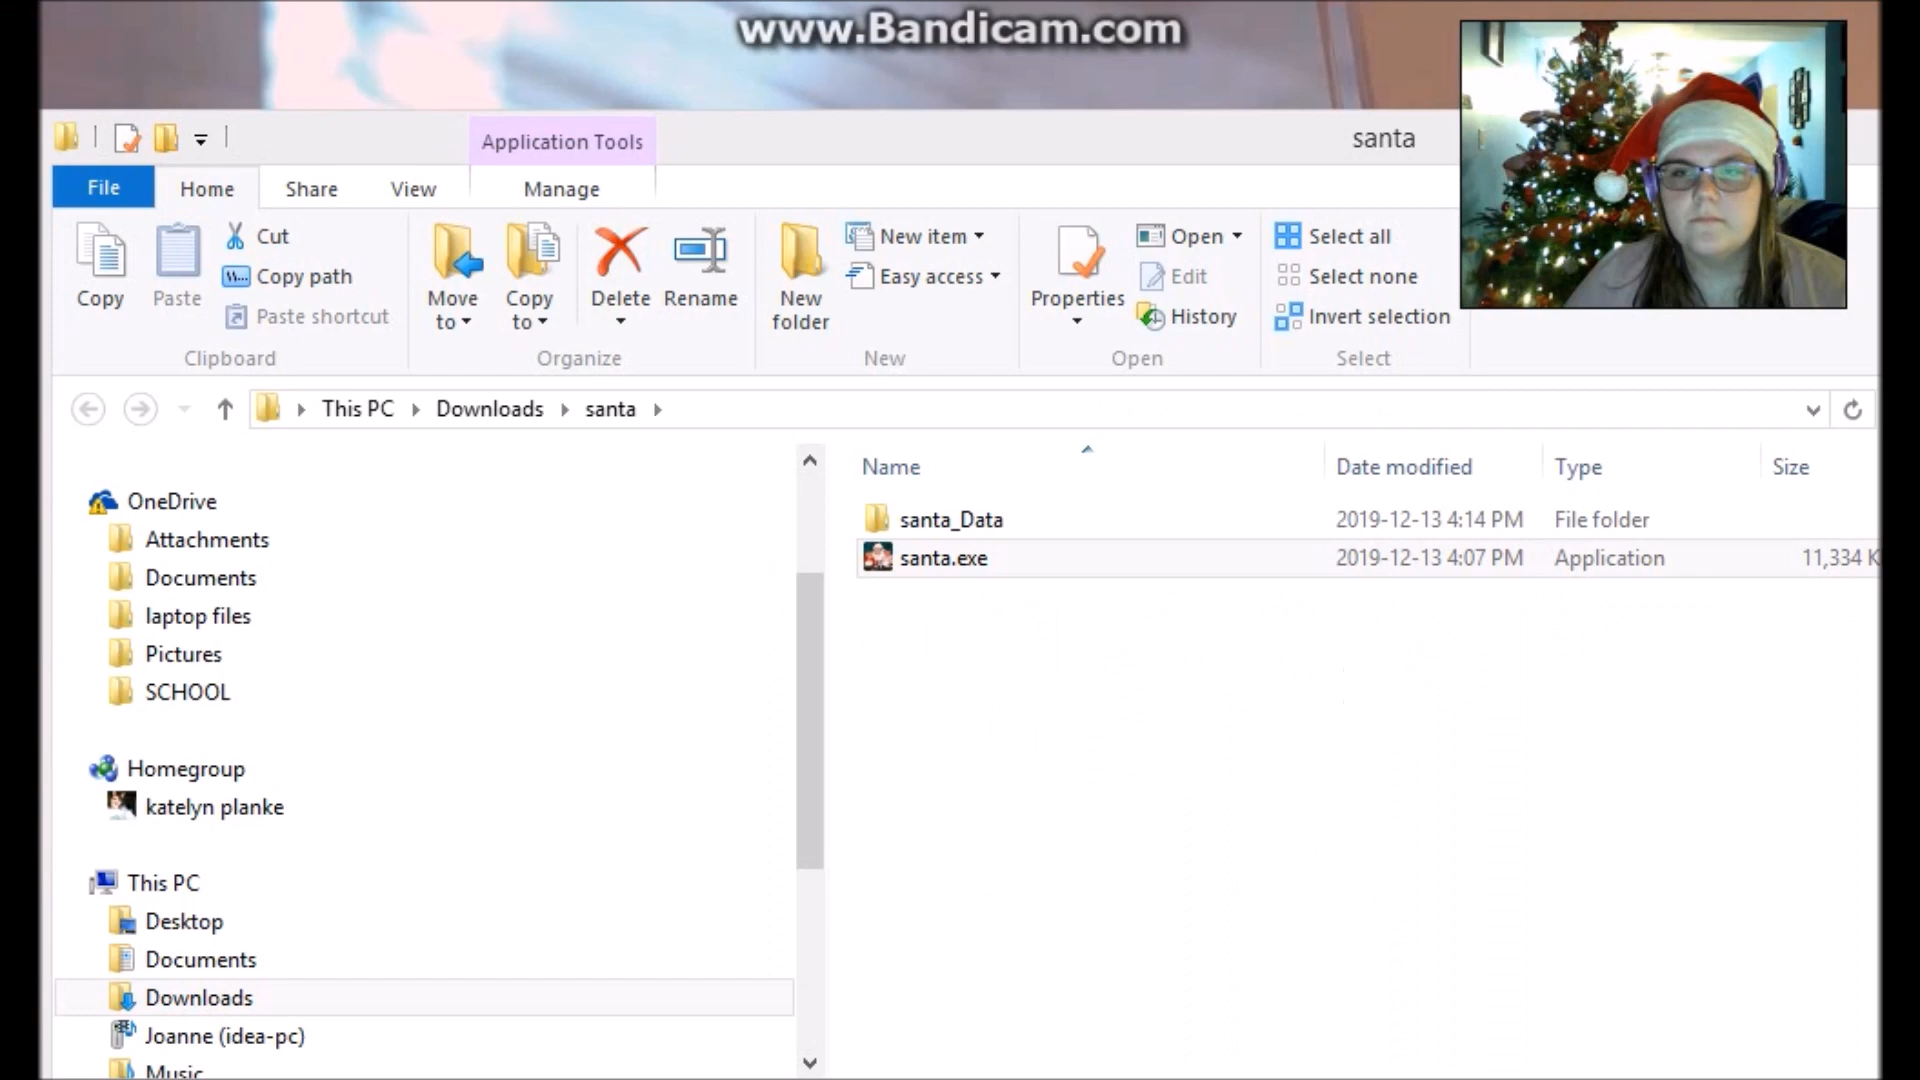 www.Bandicam.com
Application Tools
santa
File Home Share View Manage
Copy
Paste
Cut
Copy path
Paste shortcut
Clipboard
Move to
Copy to
Delete
Rename
Organize
New folder
New item
Easy access
New
Properties
Open
Edit
History
Open
Select all
Select none
Invert selection
Select
This PC Downloads santa
Name Date modified Type Size
santa_Data 2019-12-13 4:14 PM File folder
santa.exe 2019-12-13 4:07 PM Application 11,334 K
OneDrive
Attachments
Documents
laptop files
Pictures
SCHOOL
Homegroup
katelyn planke
This PC
Desktop
Documents
Downloads
Joanne (idea-pc)
Music